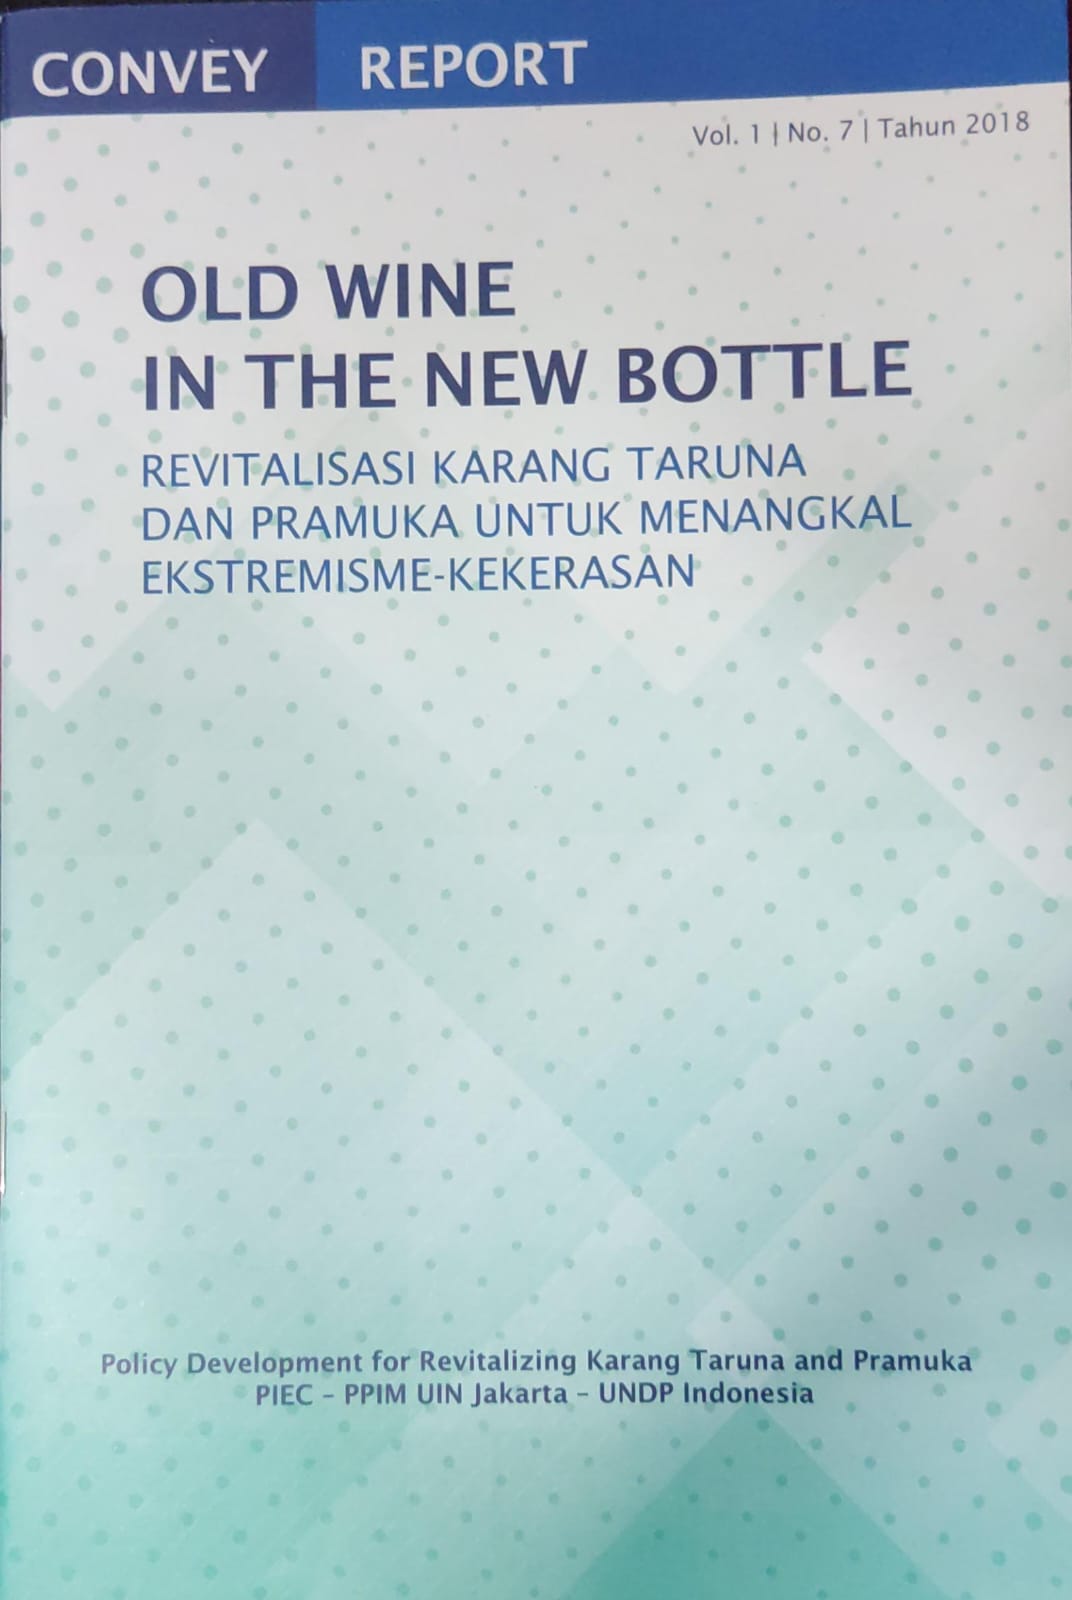 CONVEY REPORT
Vol. 1 | No. 7 | Tahun 2018
OLD WINE
IN THE NEW BOTTLE
REVITALISASI KARANG TARUNA
DAN PRAMUKA UNTUK MENANGKAL
EKSTREMISME-KEKERASAN
Policy Development for Revitalizing Karang Taruna and Pramuka
PIEC – PPIM UIN Jakarta – UNDP Indonesia